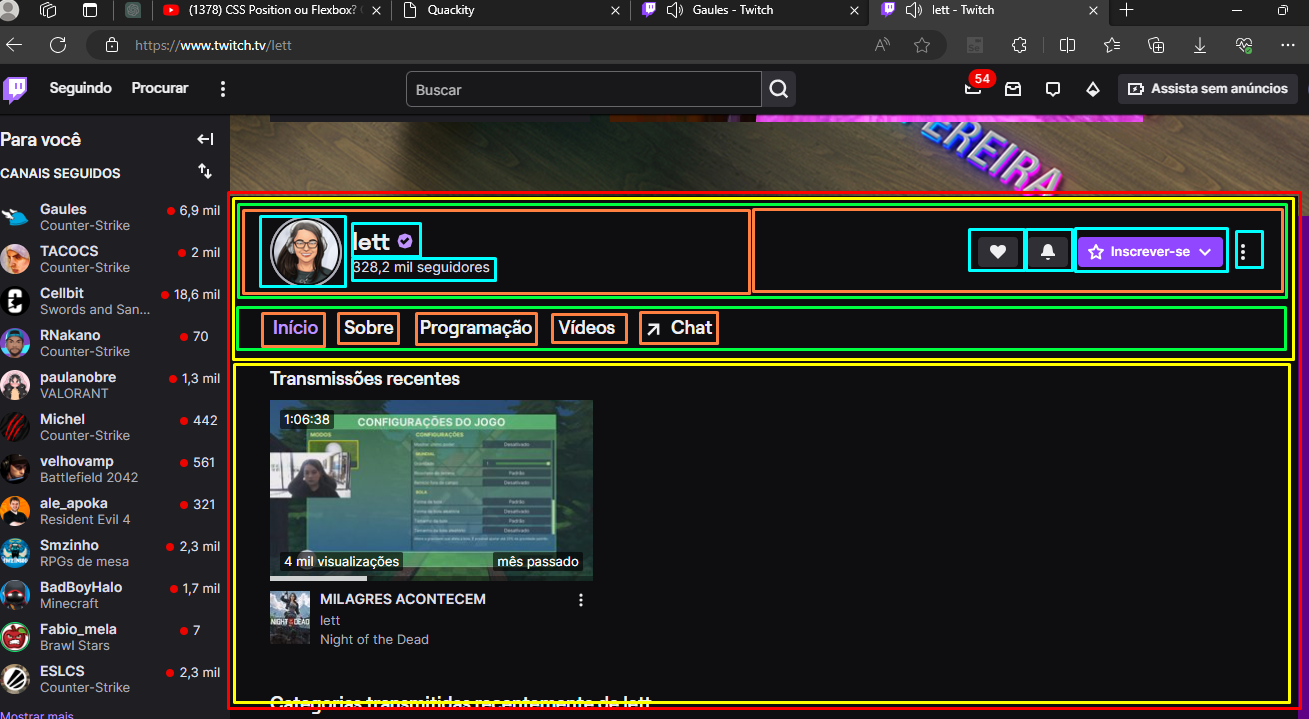 (1378) CSS Position ou Flexbox?
Quackity
Gaules - Twitch
lett - Twitch
https://www.twitch.tv/lett
Seguindo
Procurar
Buscar
54
Assista sem anúncios
Para você
CANAIS SEGUIDOS
Gaules 6,9 mil
Counter-Strike
TACOCS 2 mil
Counter-Strike
Cellbit 18,6 mil
Swords and San...
RNakano 70
Counter-Strike
paulanobre 1,3 mil
VALORANT
Michel 442
Counter-Strike
velhovamp 561
Battlefield 2042
ale_apoka 321
Resident Evil 4
Smzinho 2,3 mil
RPGs de mesa
BadBoyHalo 1,7 mil
Minecraft
Fabio_mela 7
Brawl Stars
ESLCS 2,3 mil
Counter-Strike
Mostrar mais
PEREIRA
lett
328,2 mil seguidores
Inscrever-se
Início Sobre Programação Vídeos Chat
Transmissões recentes
1:06:38
CONFIGURAÇÕES DO JOGO
MODOS
CONFIGURAÇÕES
4 mil visualizações
mês passado
MILAGRES ACONTECEM
lett
Night of the Dead
Categorias transmitidas recentemente de lett